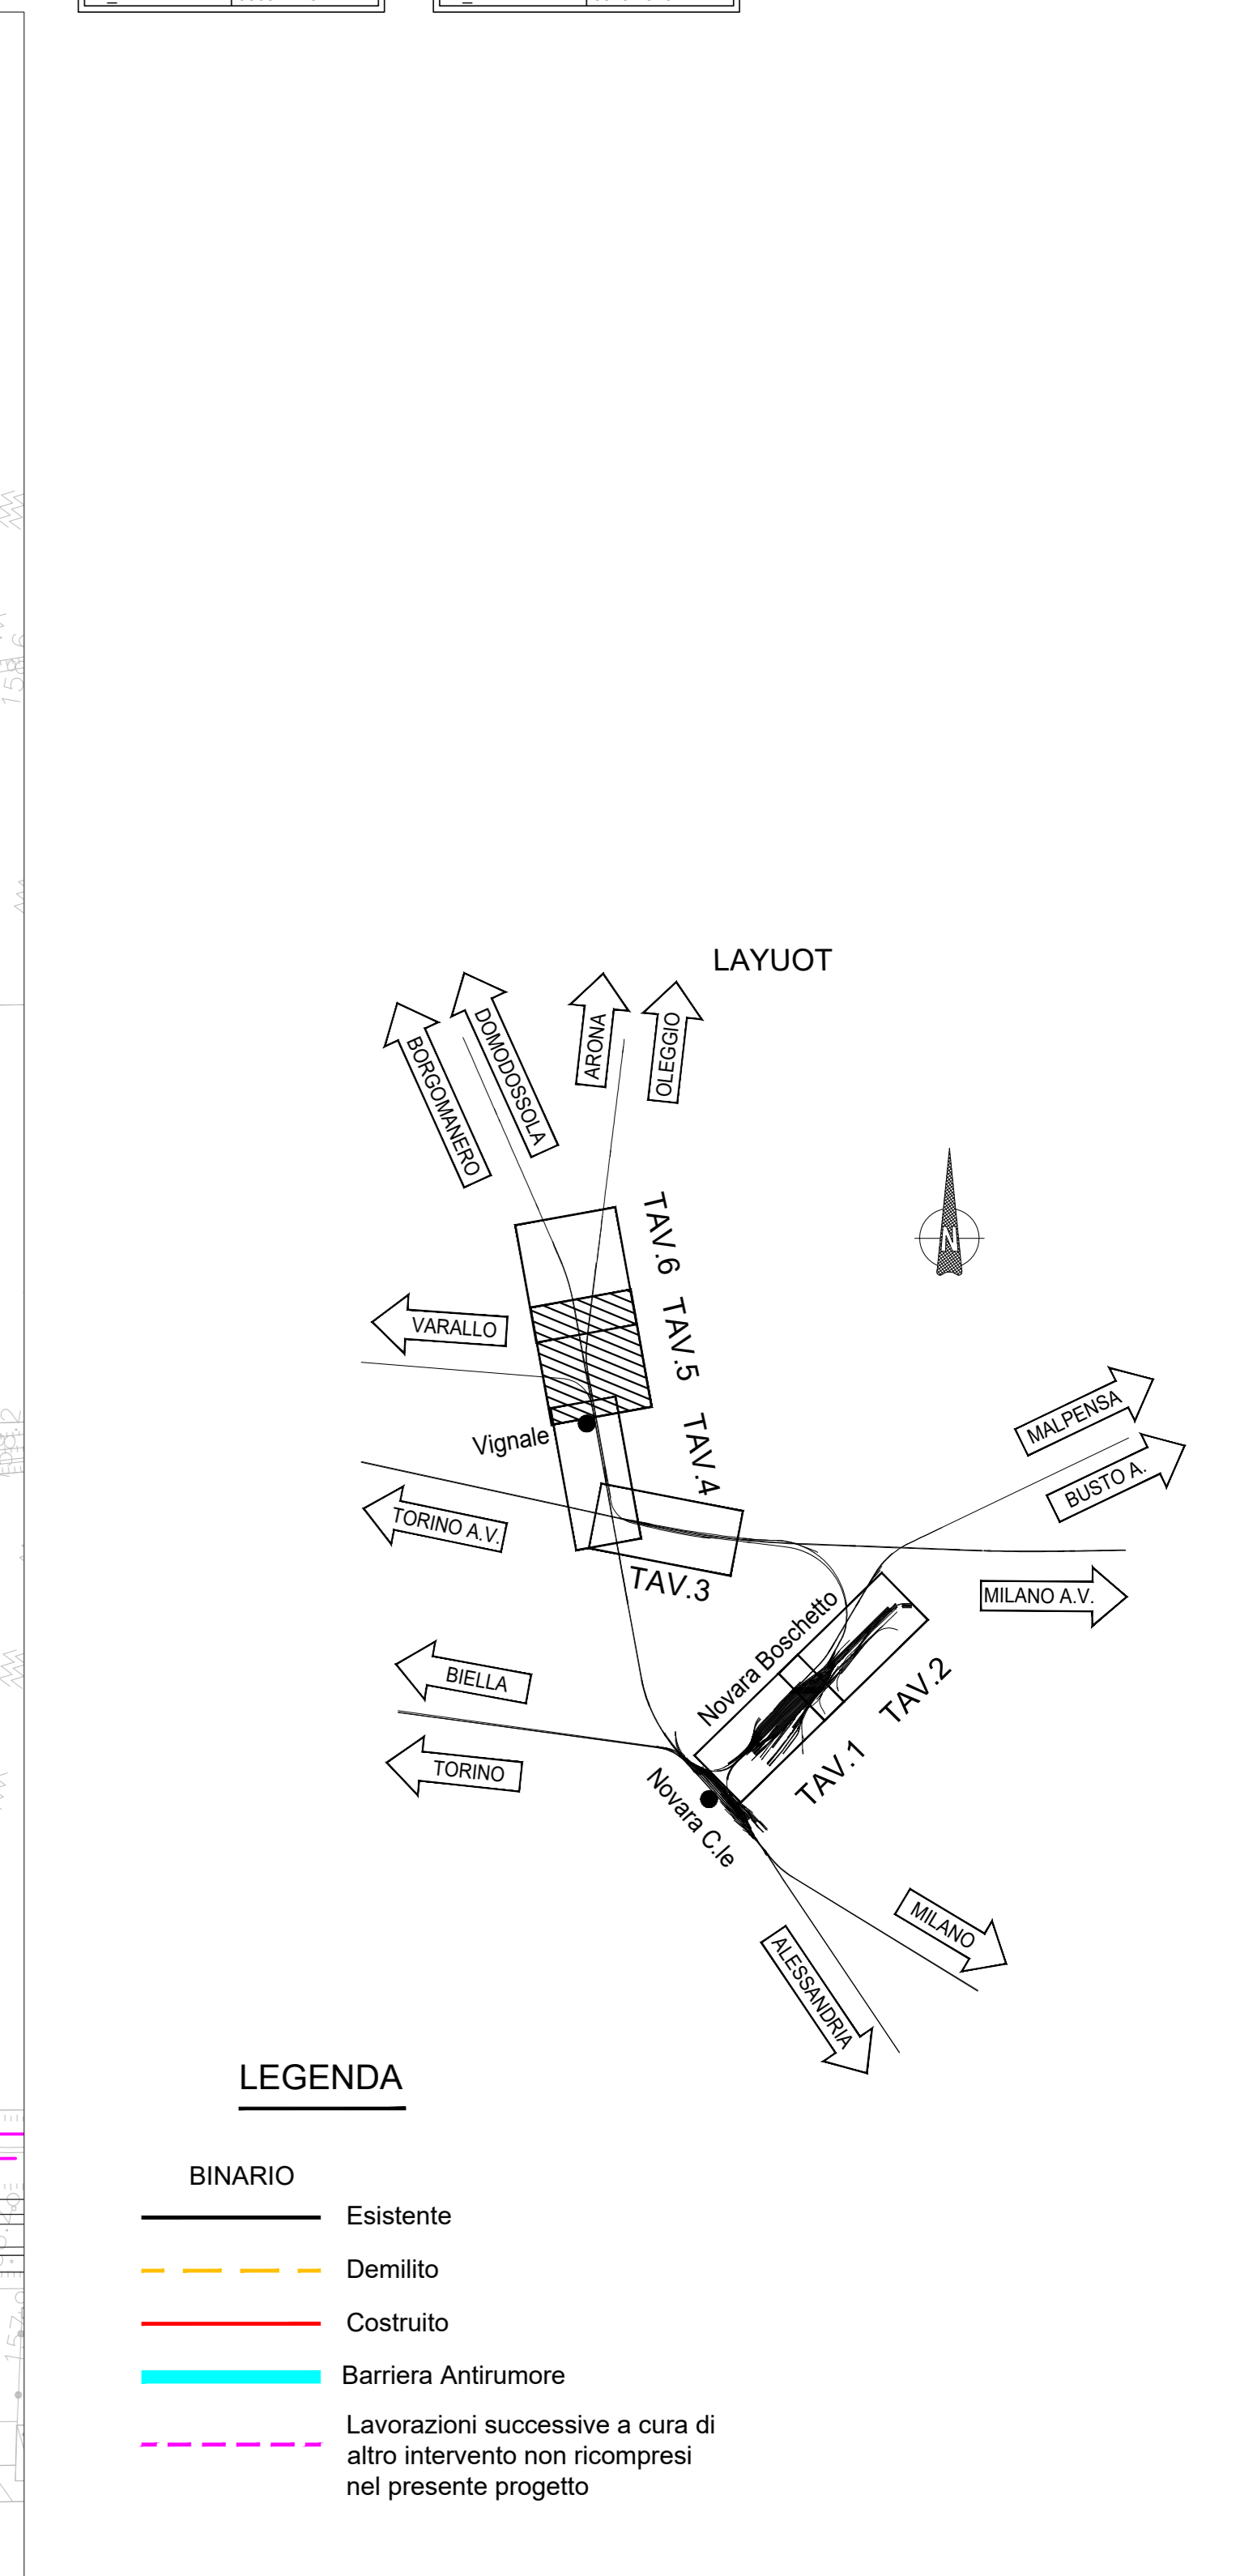 LAYUOT
BORGOMANERO
DOMODOSSOLA
ARONA
OLEGGIO
TAV.6
N
VARALLO
TAV.5
MALPENSA
Vignale
TAV.4
BUSTO A.
TORINO A.V.
TAV.3
MILANO A.V.
Novara Boschetto
BIELLA
TAV.2
TORINO
TAV.1
Novara C.le
MILANO
ALESSANDRIA
LEGENDA
BINARIO
Esistente
Demilito
Costruito
Barriera Antirumore
Lavorazioni successive a cura di
altro intervento non ricompresi
nel presente progetto